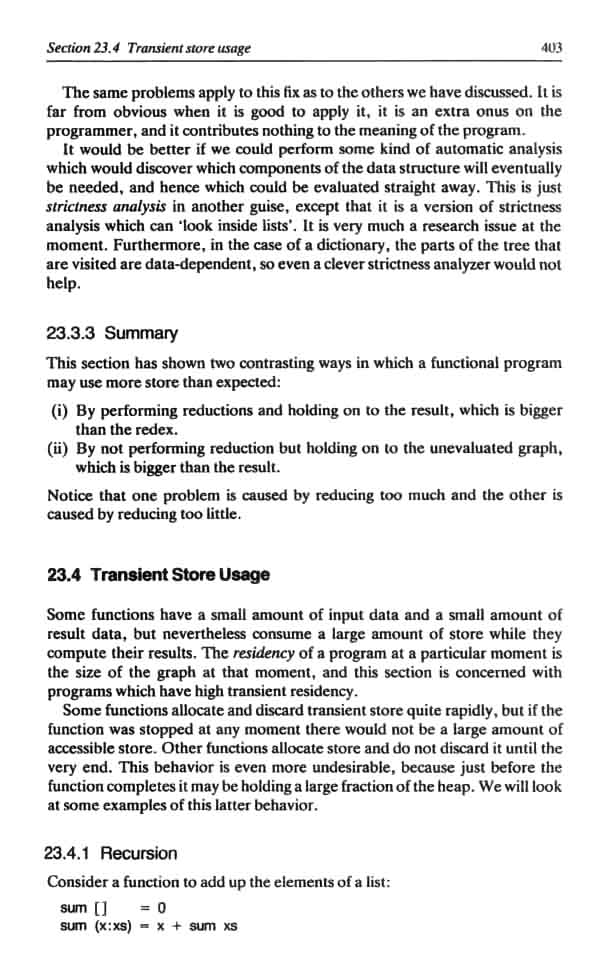 Section 23.4 Transient store usage 403
The same problems apply to this fix as to the others we have discussed. It is
far from obvious when it is good to apply it, it is an extra onus on the
programmer, and it contributes nothing to the meaning of the program.
It would be better if we could perform some kind of automatic analysis
which would discover which components of the data structure will eventually
be needed, and hence which could be evaluated straight away. This is just
strictness analysis in another guise, except that it is a version of strictness
analysis which can ‘look inside lists’. It is very much a research issue at the
moment. Furthermore, in the case of a dictionary, the parts of the tree that
are visited are data-dependent, so even a clever strictness analyzer would not
help.
23.3.3 Summary
This section has shown two contrasting ways in which a functional program
may use more store than expected:
(i) By performing reductions and holding on to the result, which is bigger
than the redex.
(ii) By not performing reduction but holding on to the unevaluated graph,
which is bigger than the result.
Notice that one problem is caused by reducing too much and the other is
caused by reducing too little.
23.4 Transient Store Usage
Some functions have a small amount of input data and a small amount of
result data, but nevertheless consume a large amount of store while they
compute their results. The residency of a program at a particular moment is
the size of the graph at that moment, and this section is concerned with
programs which have high transient residency.
Some functions allocate and discard transient store quite rapidly, but if the
function was stopped at any moment there would not be a large amount of
accessible store. Other functions allocate store and do not discard it until the
very end. This behavior is even more undesirable, because just before the
function completes it may be holding a large fraction of the heap. We will look
at some examples of this latter behavior.
23.4.1 Recursion
Consider a function to add up the elements of a list:
sum [] = 0
sum (x:xs) = x + sum xs